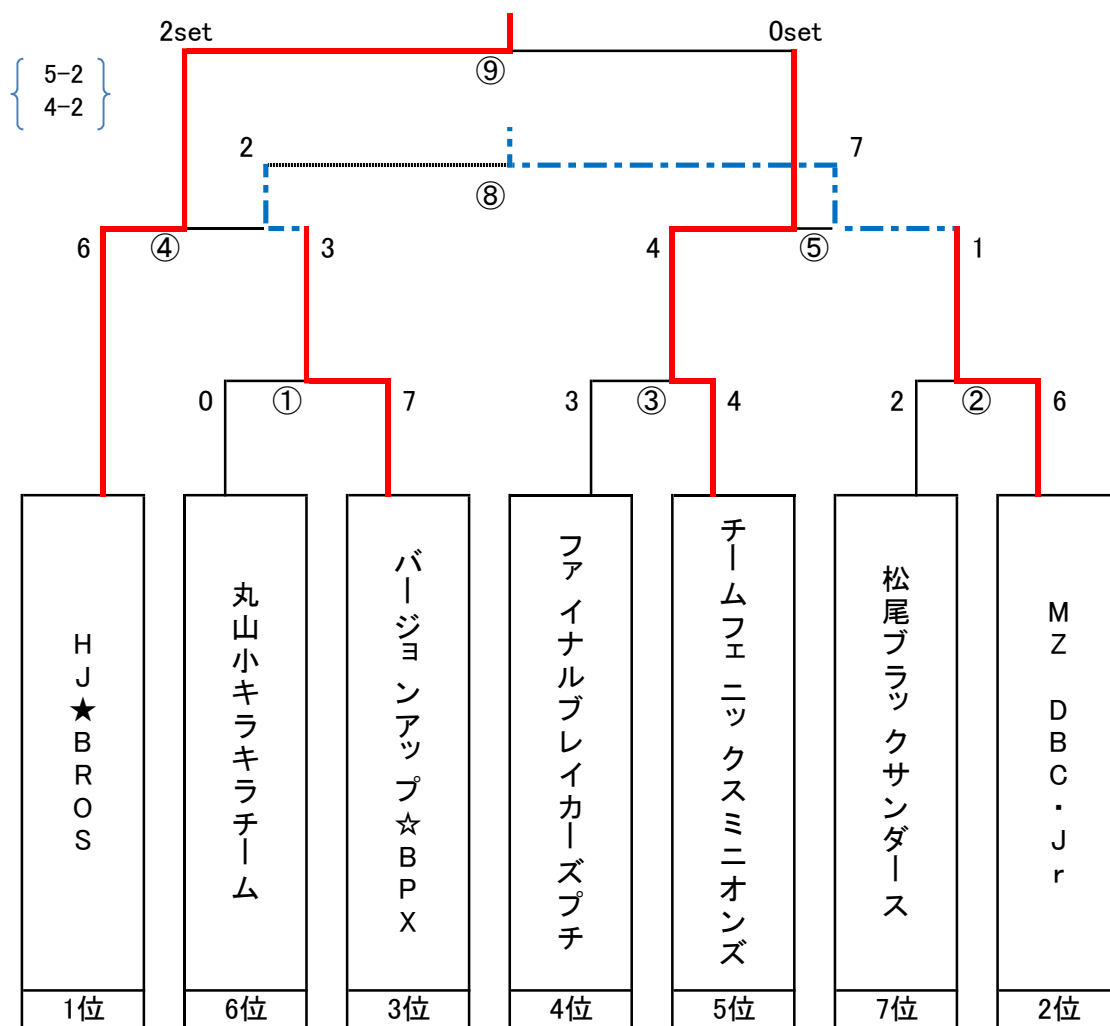 2set
0set
⑨
5-2
4-2
2
7
⑧
6
④
3
4
⑤
1
0
①
7
3
③
4
2
②
6
HJ★BROS
丸山小キラキラチーム
バージョンアップ☆BPX
ファイナルブレイカーズプチ
チームフェニックスミニオンズ
松尾ブラックサンダース
MZ DBC・Jr
1位
6位
3位
4位
5位
7位
2位